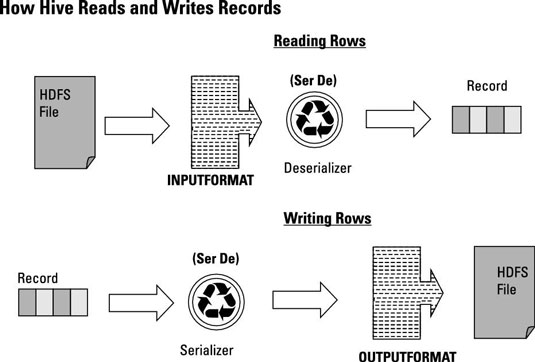 How Hive Reads and Writes Records
Reading Rows
HDFS
File
(Ser De)
Record
INPUTFORMAT
Deserializer
Writing Rows
Record
(Ser De)
HDFS
File
Serializer
OUTPUTFORMAT